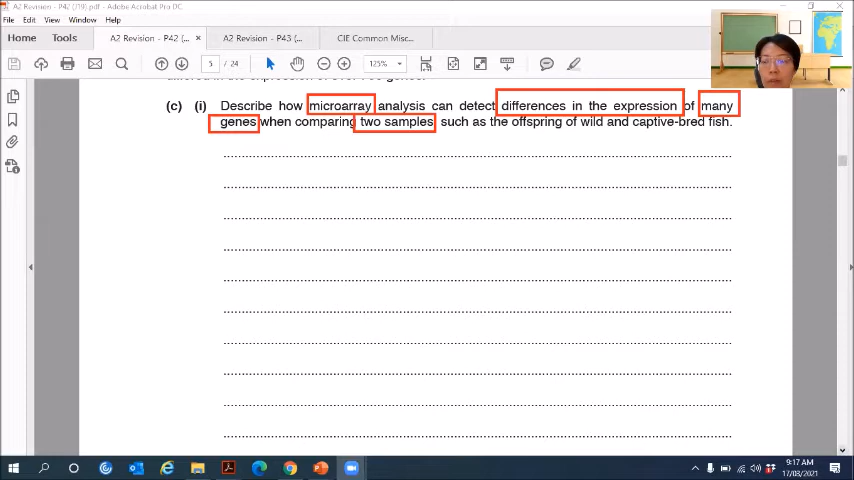 A2 Revision - P42 (J19).pdf - Adobe Acrobat Pro DC
File Edit View Window Help
Home Tools A2 Revision - P42 (... × A2 Revision - P43 (... CIE Common Misc...
5 / 24 125%
(c) (i) Describe how microarray analysis can detect differences in the expression of many
genes when comparing two samples, such as the offspring of wild and captive-bred fish.
9:17 AM
17/08/2021